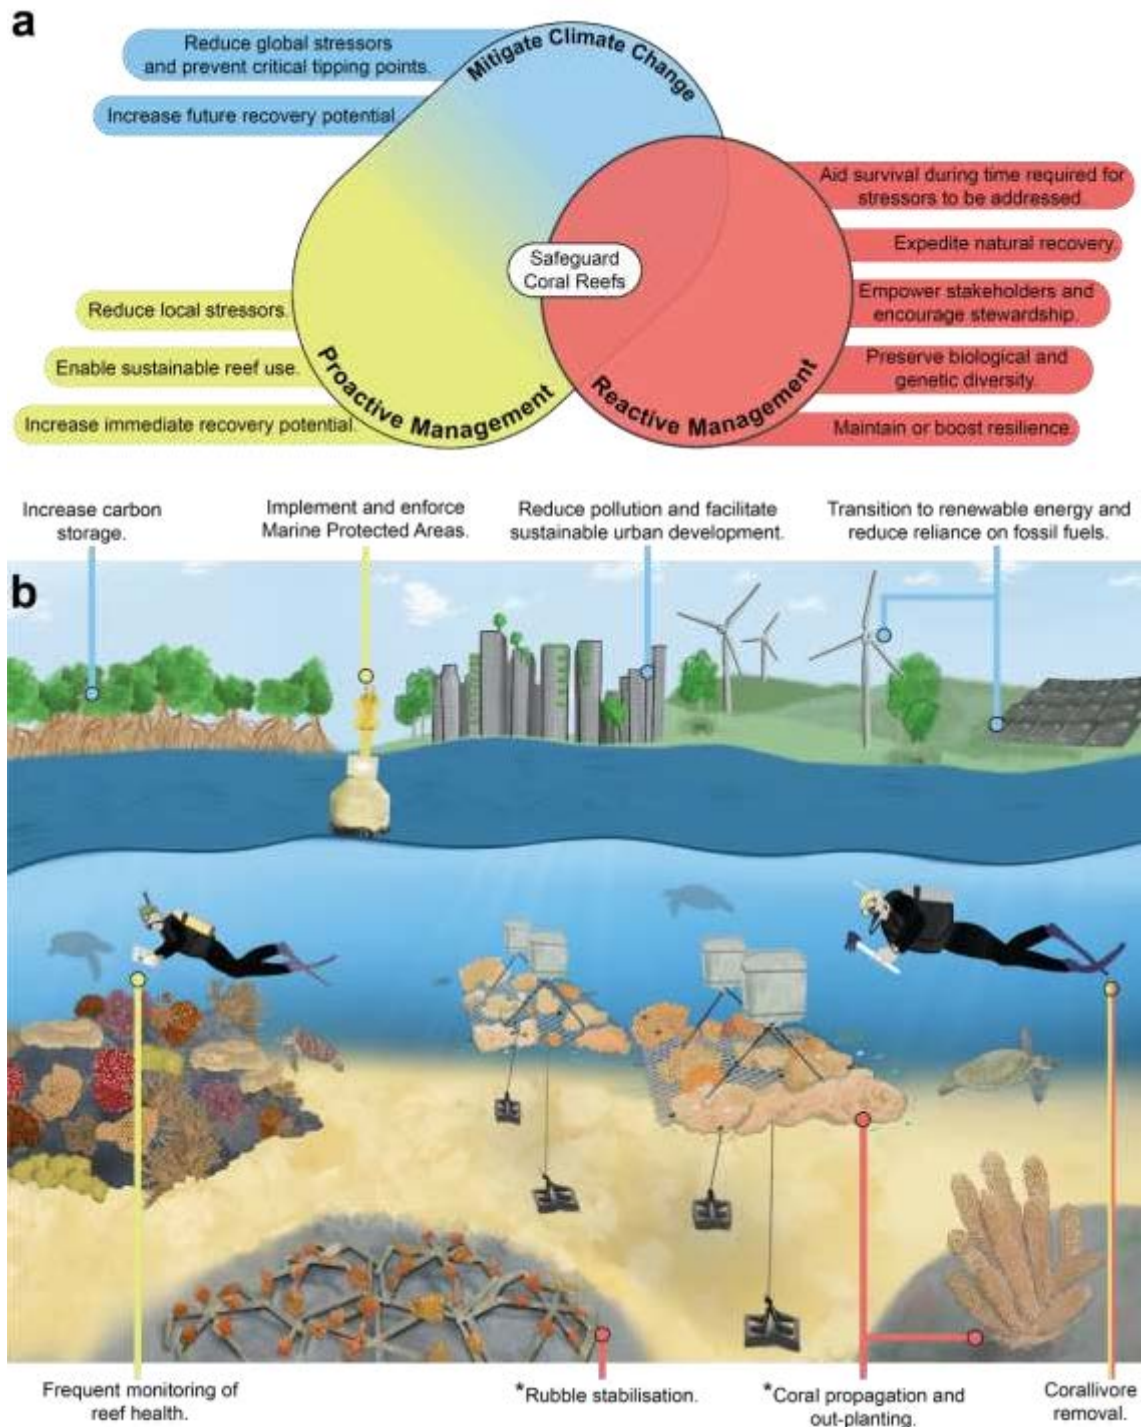 a
Reduce global stressors
and prevent critical tipping points.
Increase future recovery potential.
Mitigate Climate Change
Aid survival during time required for
stressors to be addressed.
Expedite natural recovery.
Safeguard
Coral Reefs
Reduce local stressors.
Empower stakeholders and
encourage stewardship.
Enable sustainable reef use.
Preserve biological and
genetic diversity.
Increase immediate recovery potential.
Maintain or boost resilience.
Proactive Management
Reactive Management
Increase carbon
storage.
Implement and enforce
Marine Protected Areas.
Reduce pollution and facilitate
sustainable urban development.
Transition to renewable energy and
reduce reliance on fossil fuels.
b
Frequent monitoring of
reef health.
*Rubble stabilisation.
*Coral propagation and
out-planting.
Corallivore
removal.